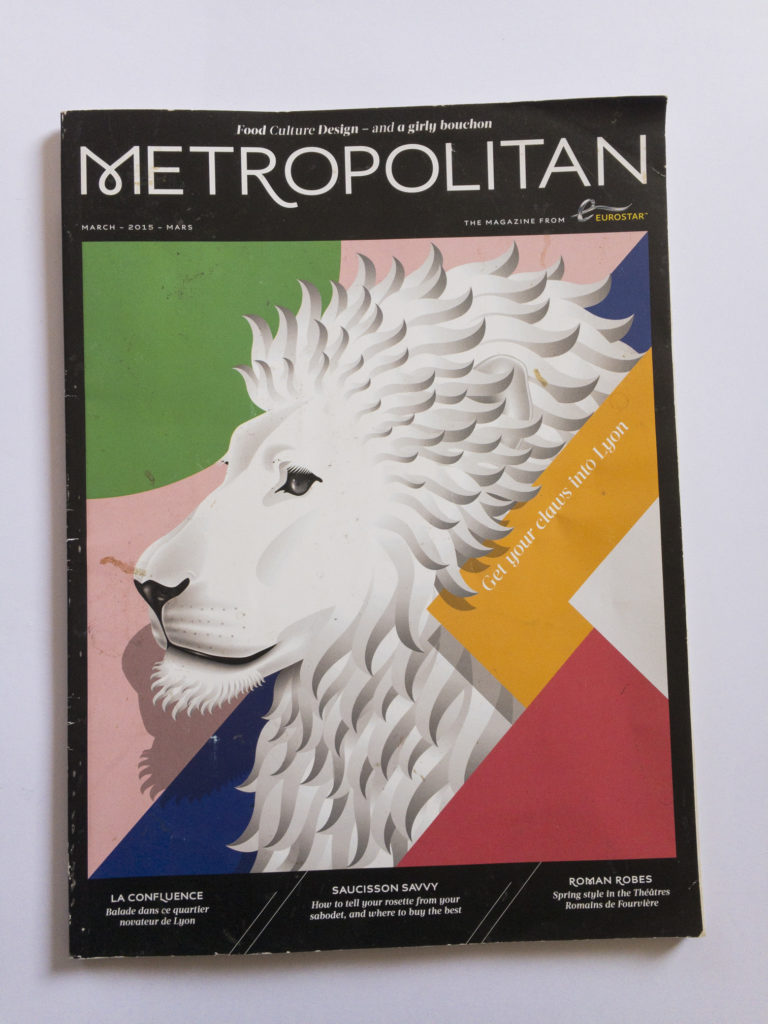 Food Culture Design – and a girly bouchon
METROPOLITAN
MARCH – 2015 – MARS
THE MAGAZINE FROM e EUROSTAR™
Get your claws into Lyon
LA CONFLUENCE
Balade dans ce quartier
novateur de Lyon
SAUCISSON SAVVY
How to tell your rosette from your
sabodet, and where to buy the best
ROMAN ROBES
Spring style in the Théâtres
Romains de Fourvière